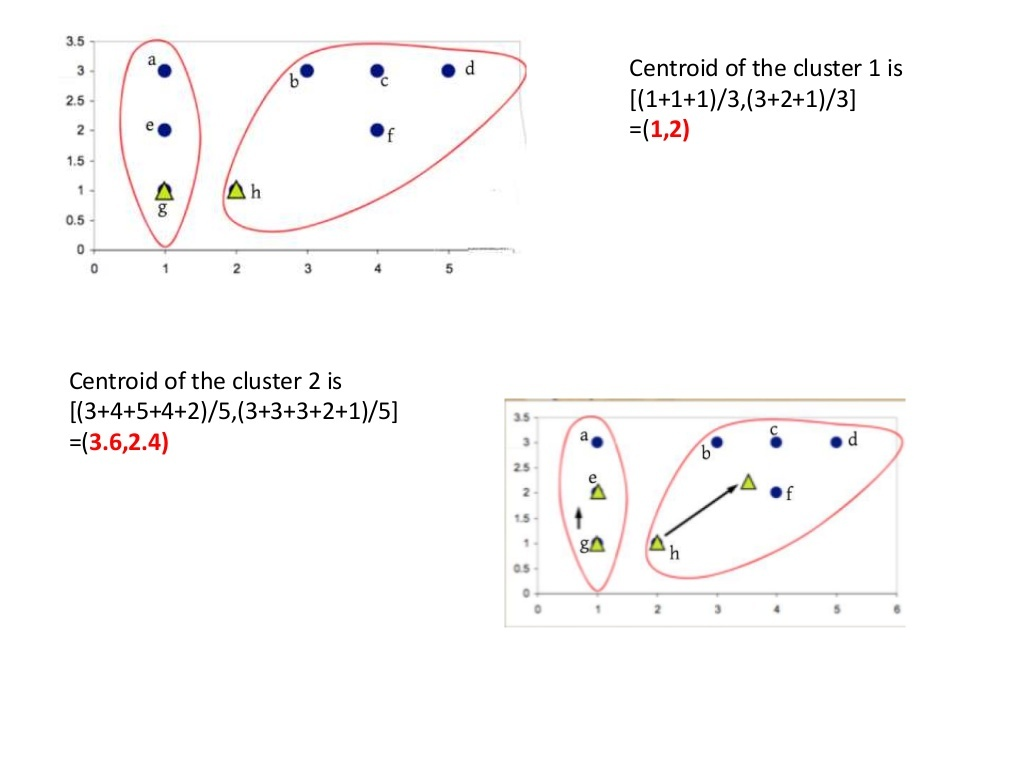 3.5
3
2.5
2
1.5
1
0.5
0
0 1 2 3 4 5
a
b
c
d
e
f
g
h
Centroid of the cluster 1 is
[(1+1+1)/3,(3+2+1)/3]
=(1,2)
Centroid of the cluster 2 is
[(3+4+5+4+2)/5,(3+3+3+2+1)/5]
=(3.6,2.4)
3.5
3
2.5
2
1.5
1
0.5
0
0 1 2 3 4 5 6
a
b
c
d
e
f
g
h